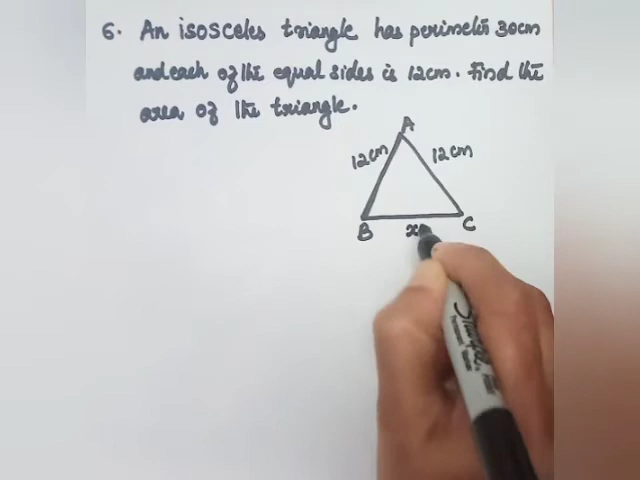 6. An isosceles triangle has perimeter 30cm
and each of the equal sides is 12cm. Find the
area of the triangle.
A
12cm 12cm
B C
x
Sharpie